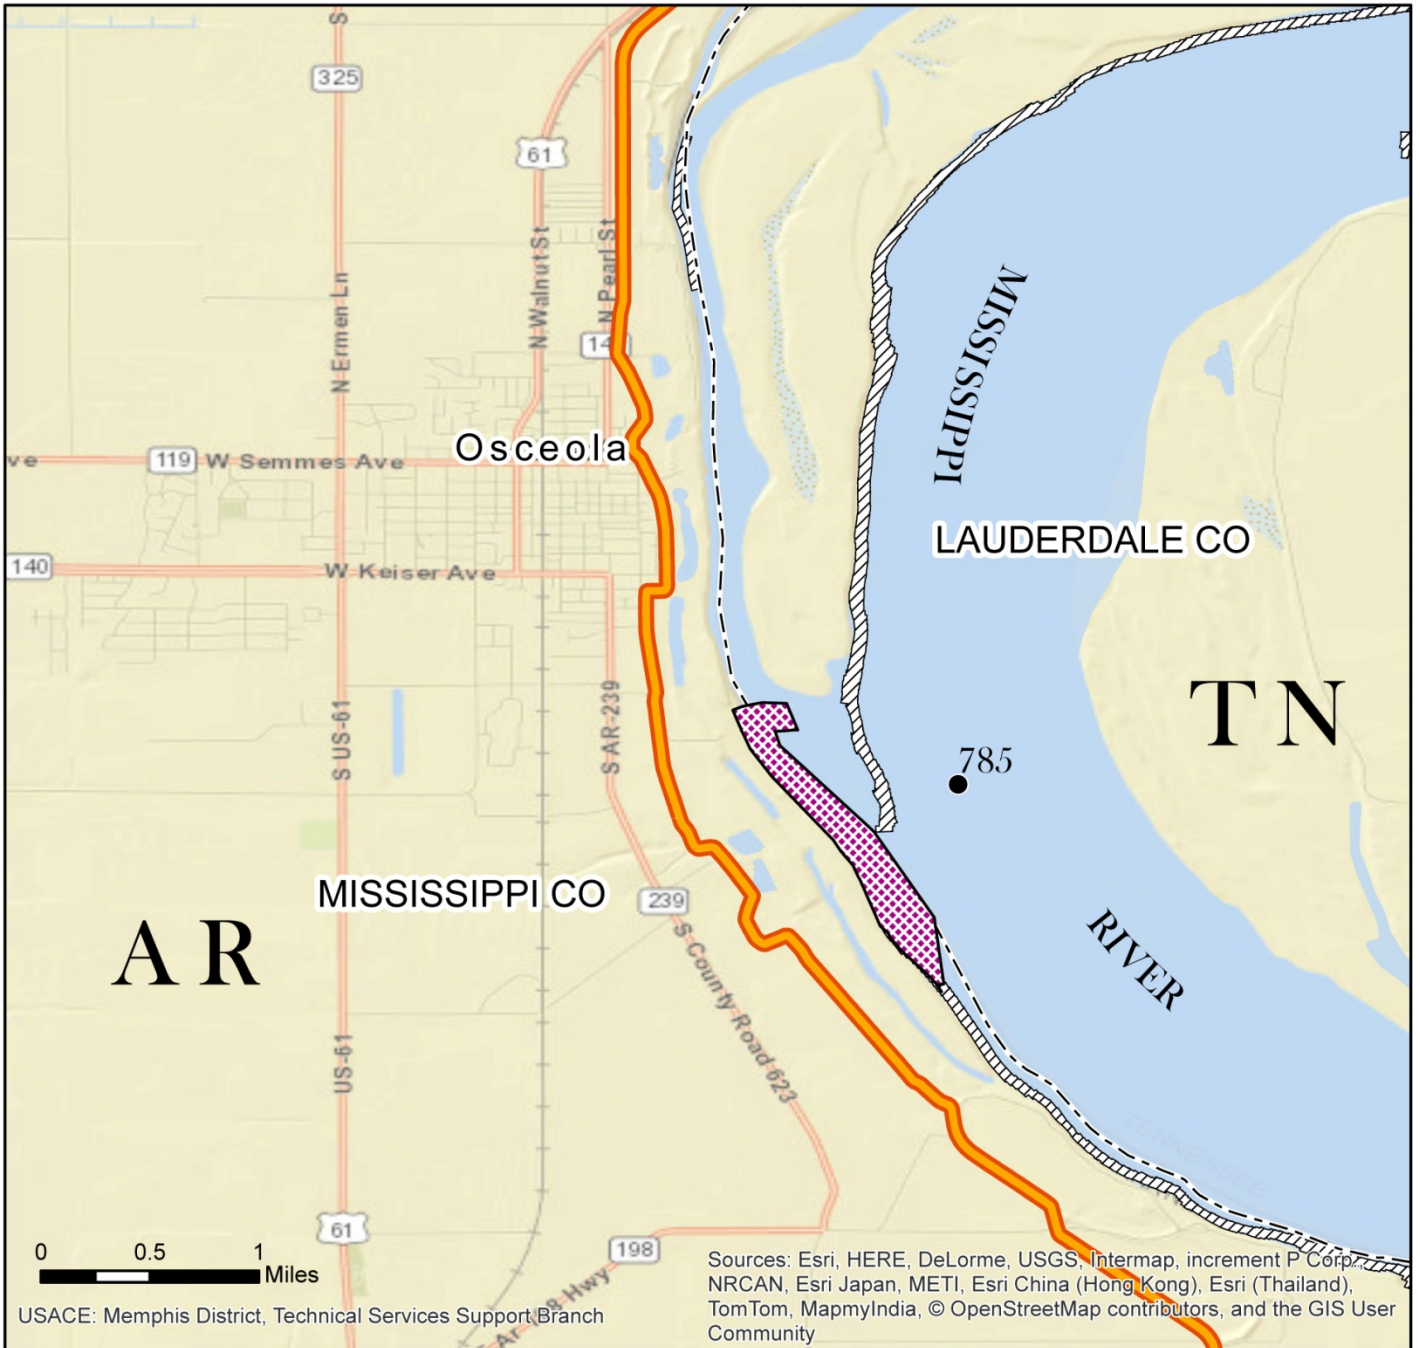 S
325
61
N Ermen Ln
N Walnut St
N Pearl St
14
MISSISSIPPI
Osceola
ve
119
W Semmes Ave
LAUDERDALE CO
140
W Keiser Ave
S US-61
S AR-239
TN
785
MISSISSIPPI CO
239
AR
S County Road 623
RIVER
US-61
TENNESSEE
61
198
0 0.5 1
Miles
Sources: Esri, HERE, DeLorme, USGS, Intermap, increment P Corp.,
NRCAN, Esri Japan, METI, Esri China (Hong Kong), Esri (Thailand),
TomTom, MapmyIndia, © OpenStreetMap contributors, and the GIS User
Community
USACE: Memphis District, Technical Services Support Branch